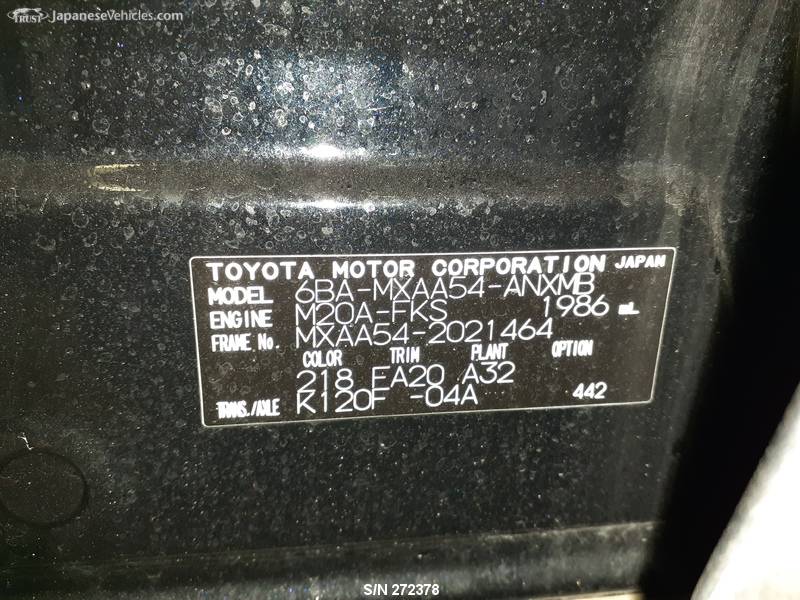 TRUST JapaneseVehicles.com
TOYOTA MOTOR CORPORATION JAPAN
MODEL 6BA-MXAA54-ANXMB
ENGINE M20A-FKS 1986 mL
FRAME No. MXAA54-2021464
COLOR TRIM PLANT OPTION
218 EA20 A32
TRANS./AXLE K120F -04A 442
S/N 272378